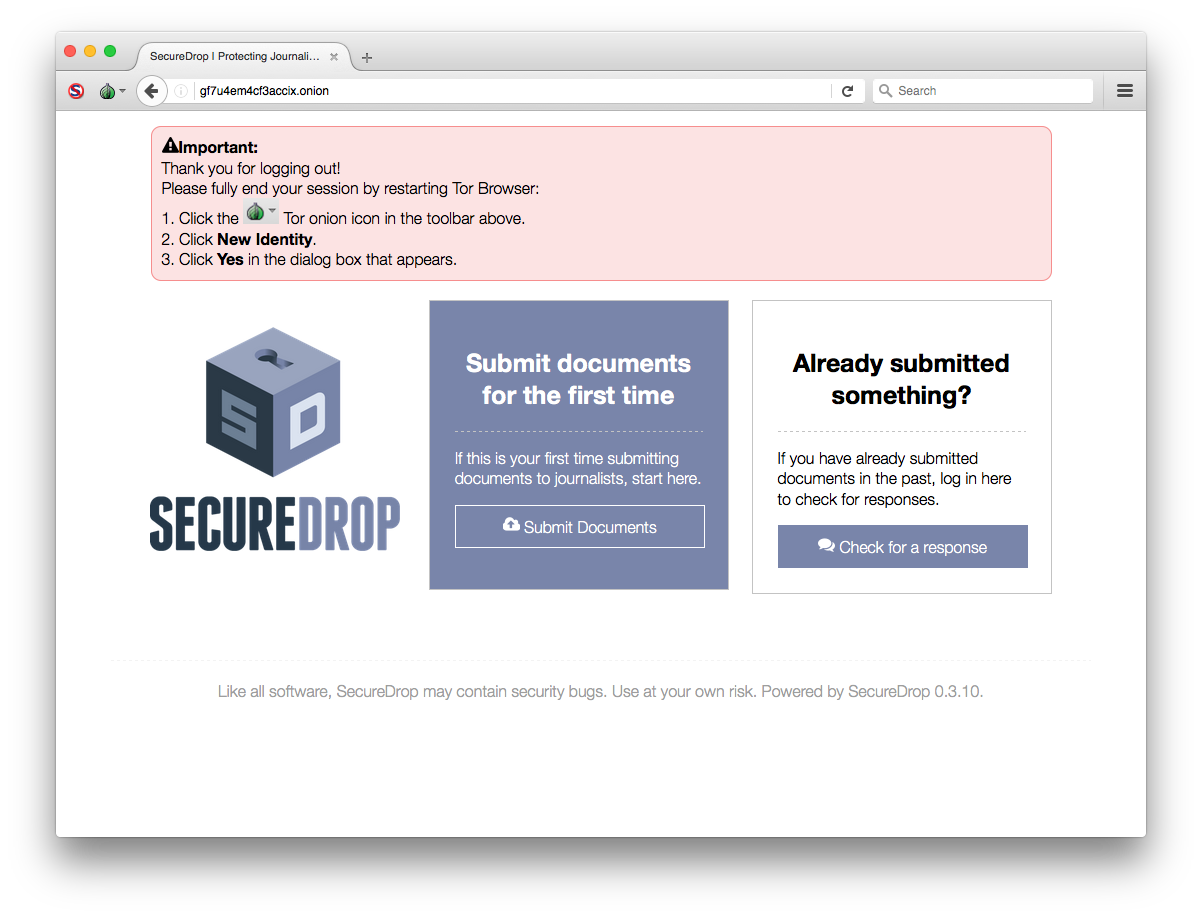 SecureDrop | Protecting Journali...
gf7u4em4cf3accix.onion
Search
Important:
Thank you for logging out!
Please fully end your session by restarting Tor Browser:
1. Click the Tor onion icon in the toolbar above.
2. Click New Identity.
3. Click Yes in the dialog box that appears.
S D
SECUREDROP
Submit documents
for the first time
If this is your first time submitting
documents to journalists, start here.
Submit Documents
Already submitted
something?
If you have already submitted
documents in the past, log in here
to check for responses.
Check for a response
Like all software, SecureDrop may contain security bugs. Use at your own risk. Powered by SecureDrop 0.3.10.